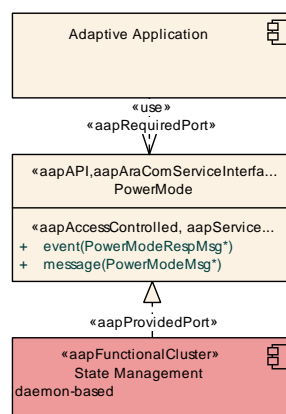 Adaptive Application
«use»
«aapRequiredPort»
«aapAPI,aapAraComServiceInterfa...
PowerMode
«aapAccessControlled, aapService...
+ event(PowerModeRespMsg*)
+ message(PowerModeMsg*)
«aapProvidedPort»
«aapFunctionalCluster»
State Management
daemon-based